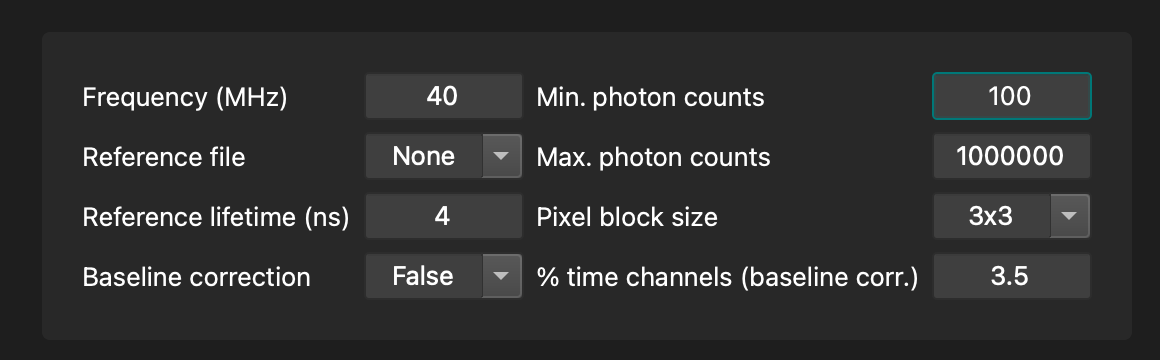 Frequency (MHz) 40 Min. photon counts 100
Reference file None Max. photon counts 1000000
Reference lifetime (ns) 4 Pixel block size 3x3
Baseline correction False % time channels (baseline corr.) 3.5